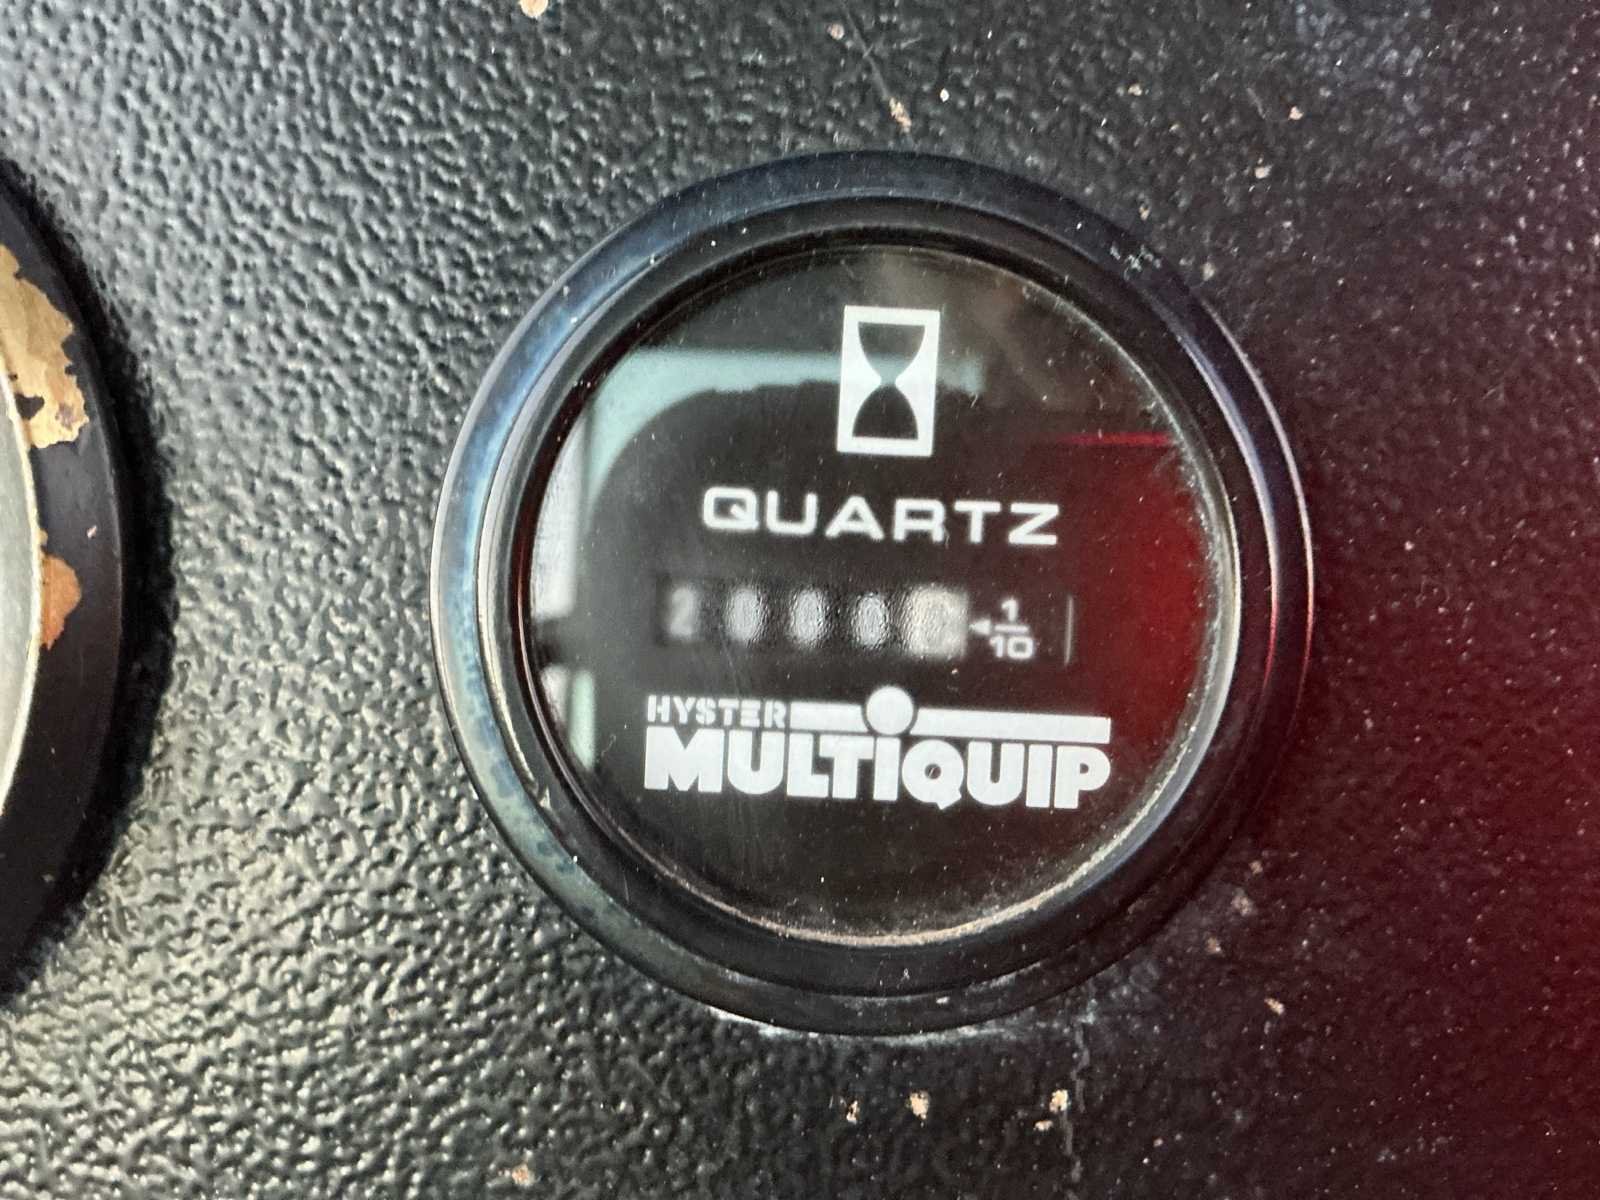 QUARTZ
1/10
HYSTER
MULTIQUIP